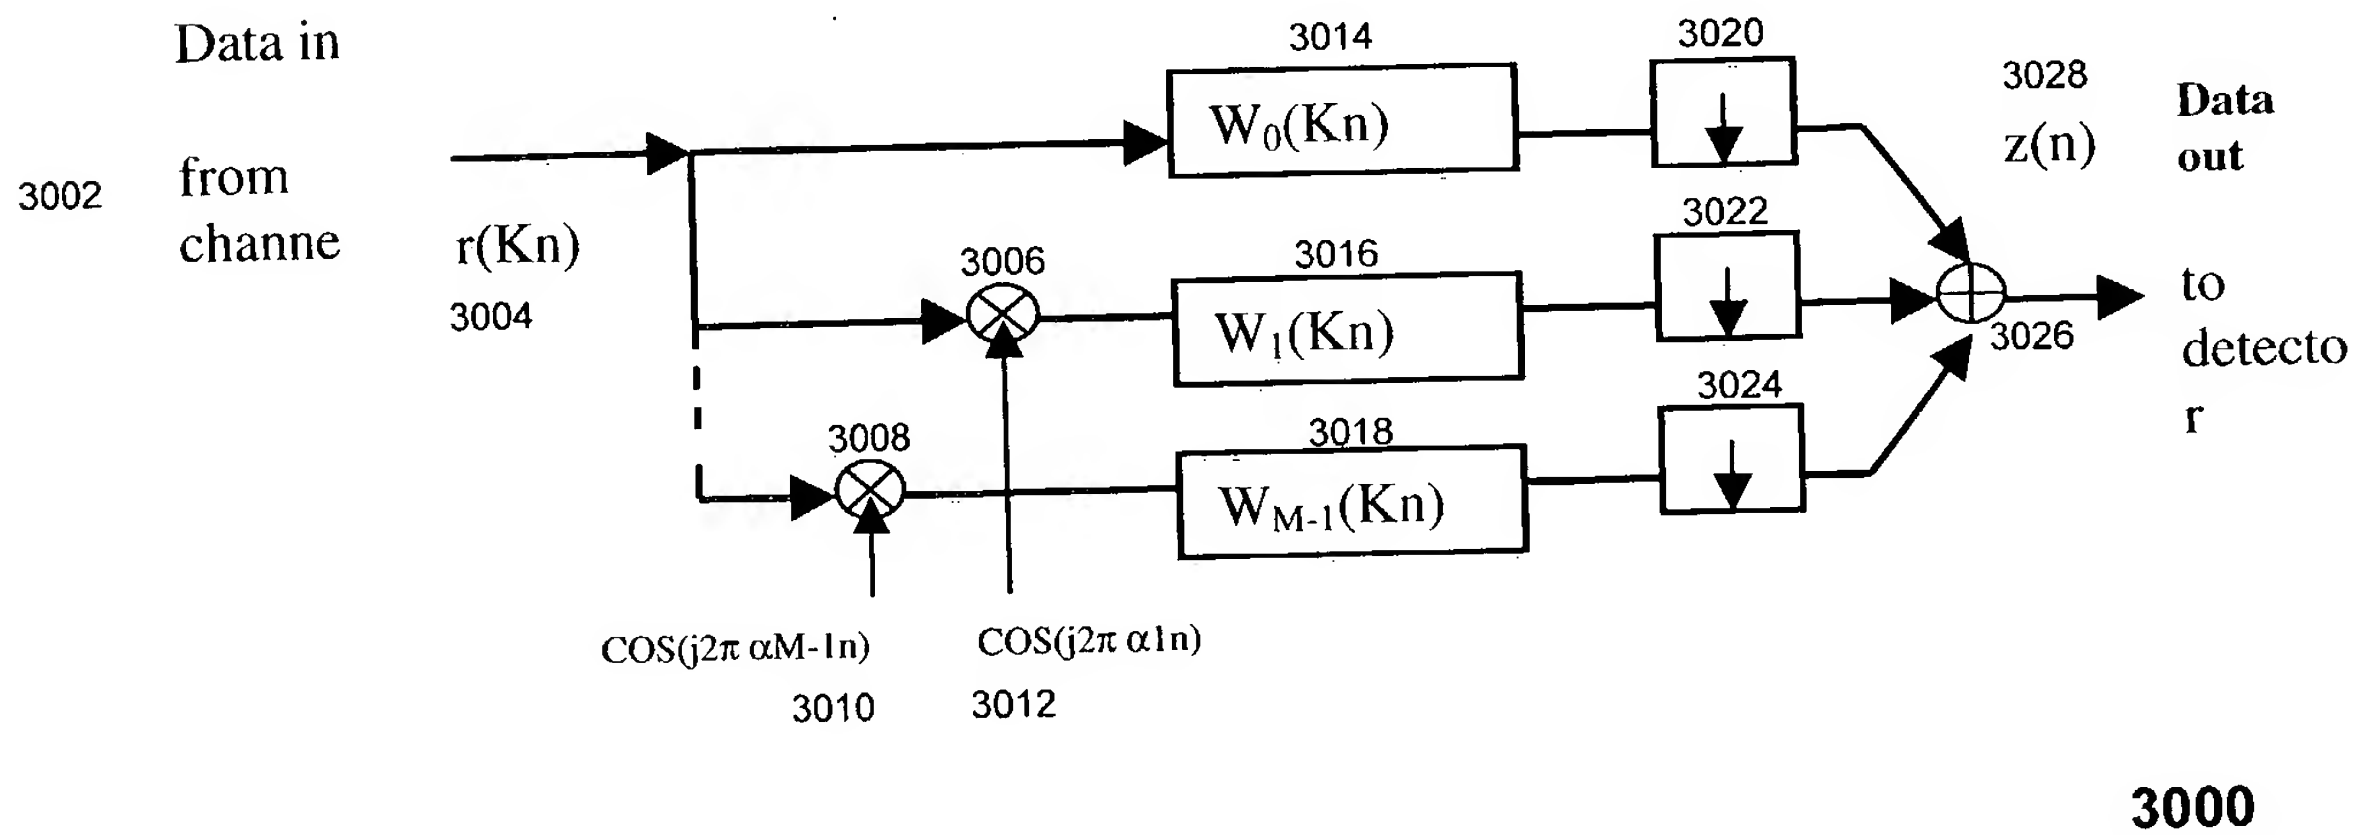 Data in
3002
from
channe
r(Kn)
3004
3006
3008
COS(j2π αM-1n)
3010
COS(j2π α1n)
3012
3014
W0(Kn)
3016
W1(Kn)
3018
WM-1(Kn)
3020
3022
3024
3026
3028
z(n)
Data
out
to
detecto
r
3000